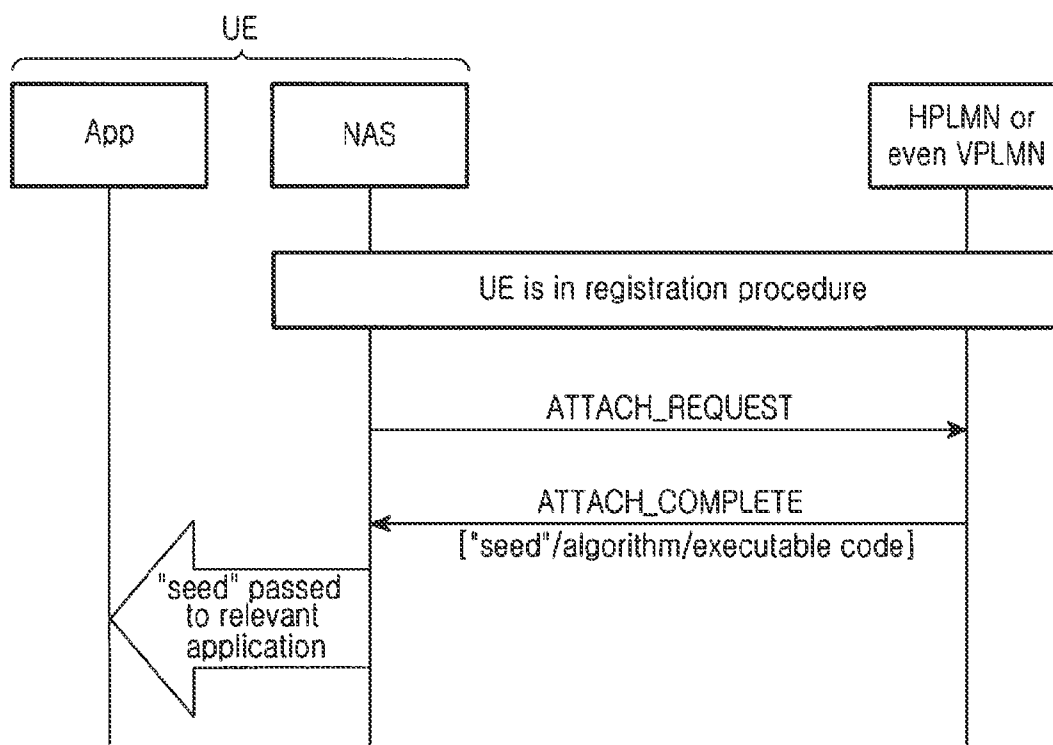 UE
App
NAS
HPLMN or
even VPLMN
UE is in registration procedure
ATTACH_REQUEST
ATTACH_COMPLETE
["seed"/algorithm/executable code]
"seed" passed
to relevant
application